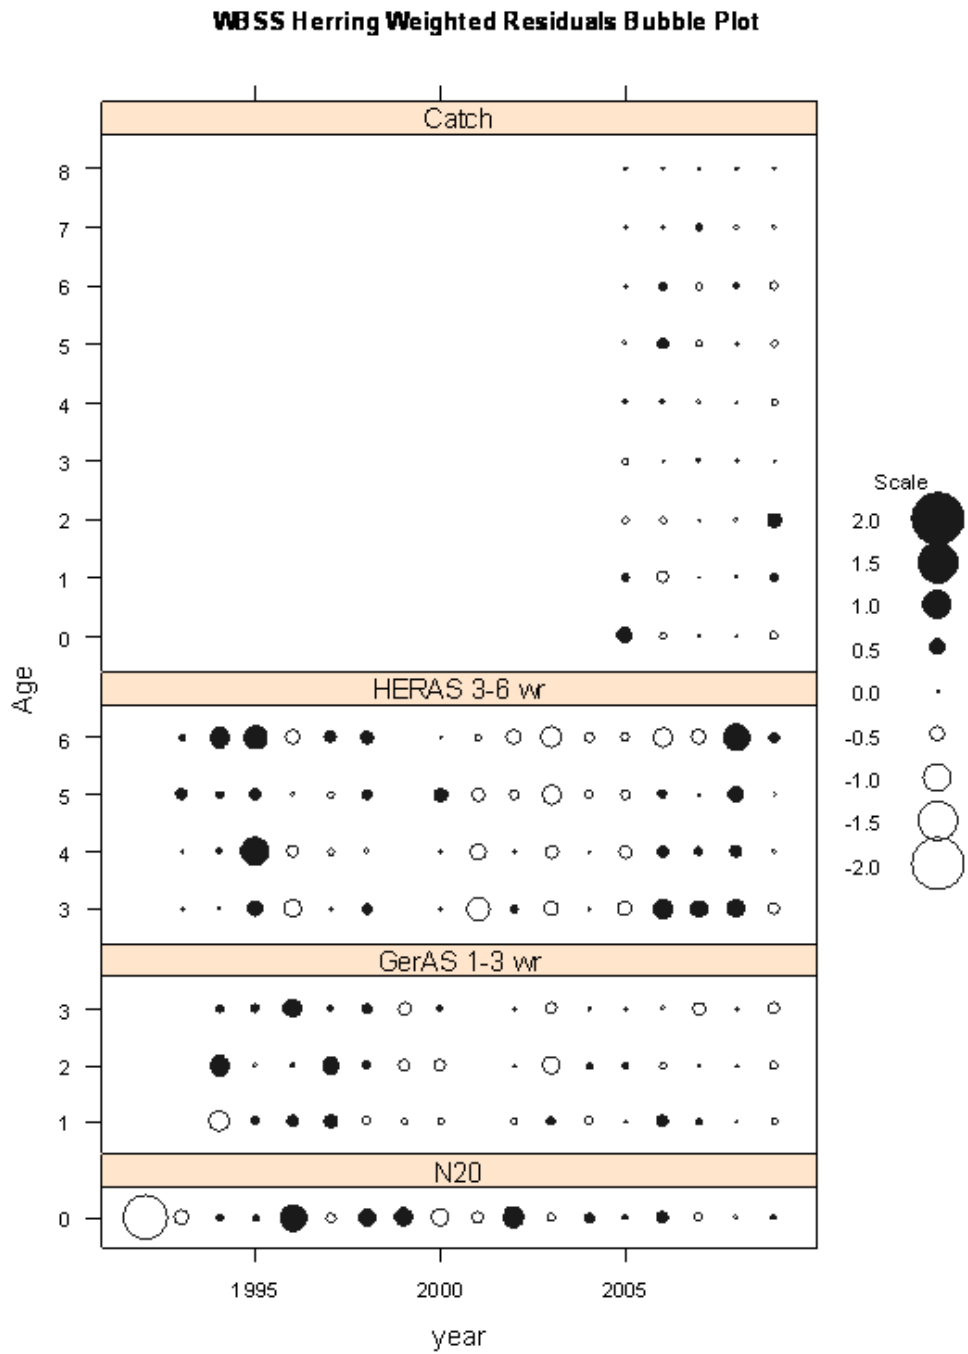 WBSS Herring Weighted Residuals Bubble Plot
Catch
8
7
6
5
4
3
2
1
0
HERAS 3-6 wr
6
5
4
3
GerAS 1-3 wr
3
2
1
N20
0
1995 2000 2005
year
Age
Scale
2.0
1.5
1.0
0.5
0.0
-0.5
-1.0
-1.5
-2.0